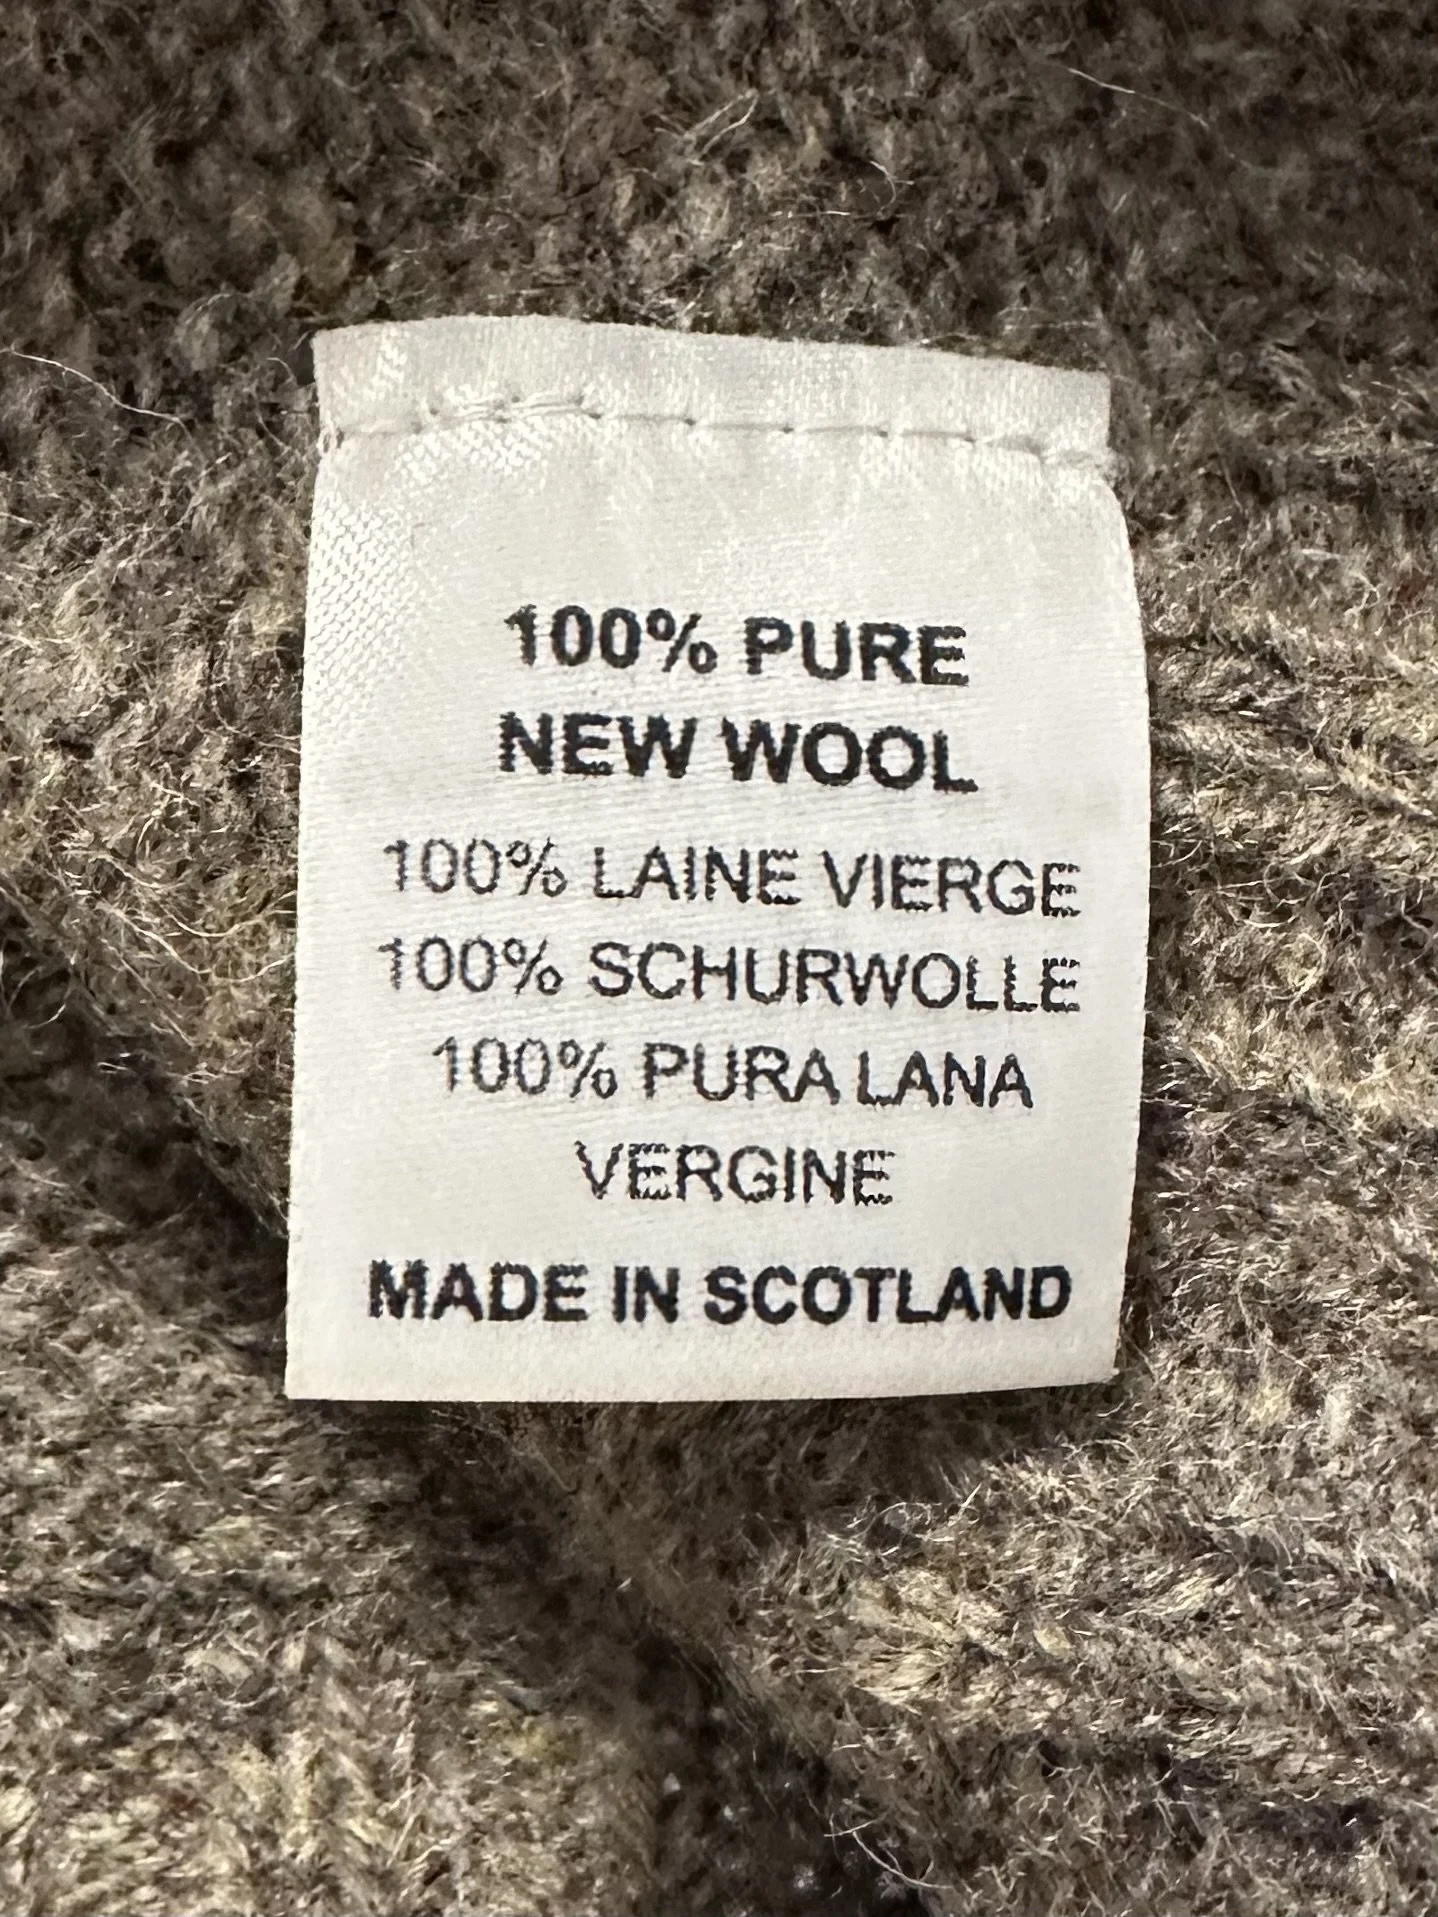 100% PURE
NEW WOOL
100% LAINE VIERGE
100% SCHURWOLLE
100% PURA LANA
VERGINE
MADE IN SCOTLAND